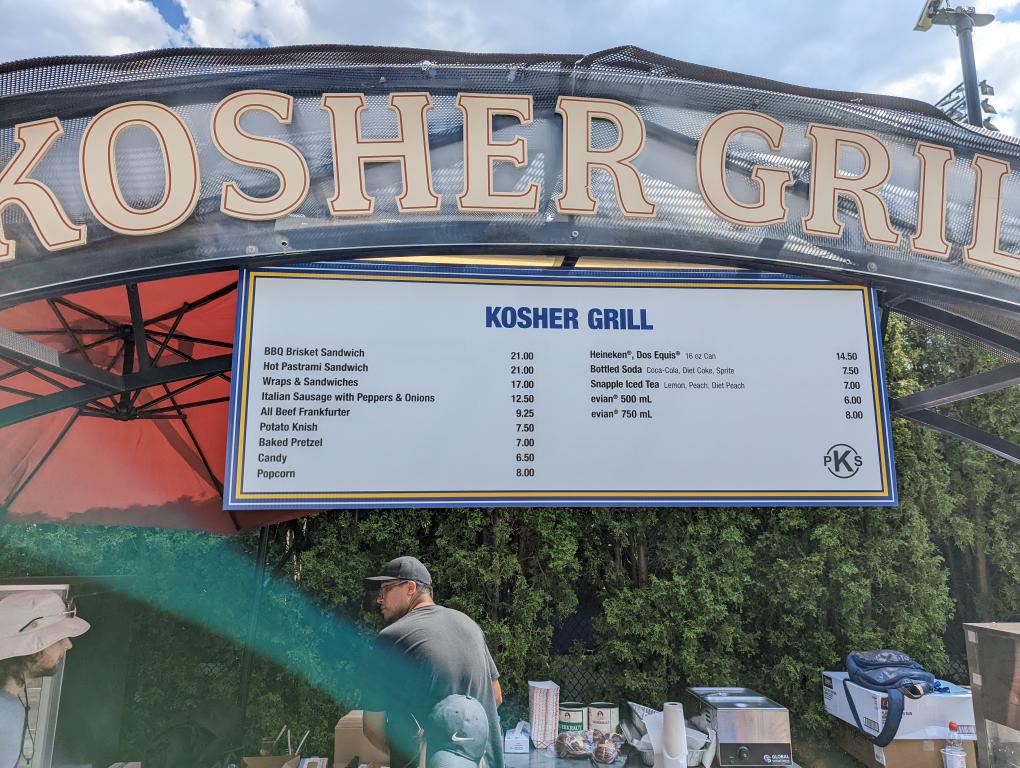 KOSHER GRILL
KOSHER GRILL
BBQ Brisket Sandwich 21.00
Hot Pastrami Sandwich 21.00
Wraps & Sandwiches 17.00
Italian Sausage with Peppers & Onions 12.50
All Beef Frankfurter 9.25
Potato Knish 7.50
Baked Pretzel 7.00
Candy 6.50
Popcorn 8.00
Heineken®, Dos Equis® 16 oz Can 14.50
Bottled Soda Coca-Cola, Diet Coke, Sprite 7.50
Snapple Iced Tea Lemon, Peach, Diet Peach 7.00
evian® 500 mL 6.00
evian® 750 mL 8.00
PKS
GLOBAL